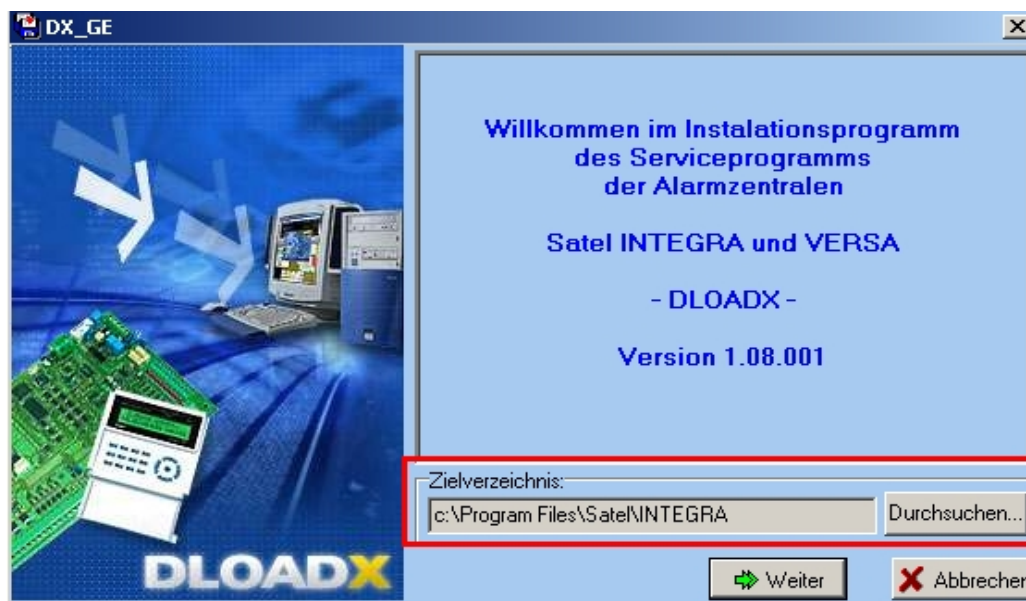 DX_GE
Willkommen im Instalationsprogramm
des Serviceprogramms
der Alarmzentralen
Satel INTEGRA und VERSA
- DLOADX -
Version 1.08.001
Zielverzeichnis:
c:\Program Files\Satel\INTEGRA
Durchsuchen...
DLOADX
Weiter
Abbrechen